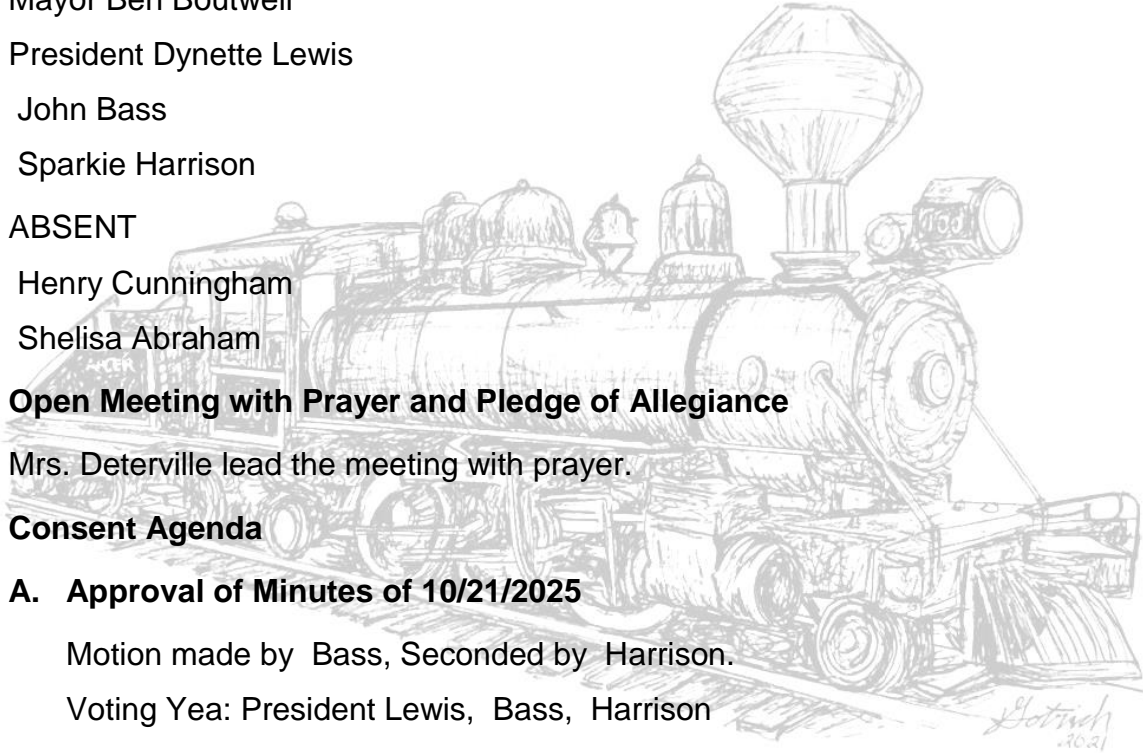 Mayor Ben Boutwell
President Dynette Lewis
John Bass
Sparkie Harrison
ABSENT
Henry Cunningham
Shelisa Abraham
Open Meeting with Prayer and Pledge of Allegiance
Mrs. Deterville lead the meeting with prayer.
Consent Agenda
A. Approval of Minutes of 10/21/2025
Motion made by Bass, Seconded by Harrison.
Voting Yea: President Lewis, Bass, Harrison
2021